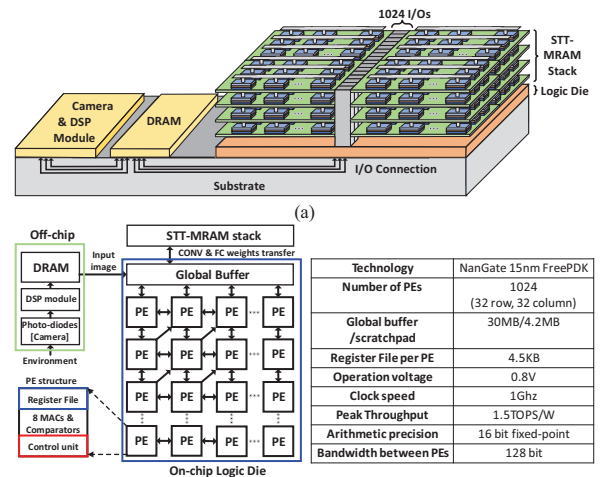 1024 I/Os
STT-
MRAM
Stack
Logic Die
Camera
& DSP
Module
DRAM
I/O Connection
Substrate
(a)
Off-chip
DRAM
DSP module
Photo-diodes
[Camera]
Environment
Input
image
STT-MRAM stack
CONV & FC weights transfer
Global Buffer
PE PE PE PE
PE PE PE PE
PE PE PE PE
PE PE PE PE
On-chip Logic Die
PE structure
Register File
8 MACs &
Comparators
Control unit
Technology NanGate 15nm FreePDK
Number of PEs 1024
(32 row, 32 column)
Global buffer
/scratchpad 30MB/4.2MB
Register File per PE 4.5KB
Operation voltage 0.8V
Clock speed 1Ghz
Peak Throughput 1.5TOPS/W
Arithmetic precision 16 bit fixed-point
Bandwidth between PEs 128 bit